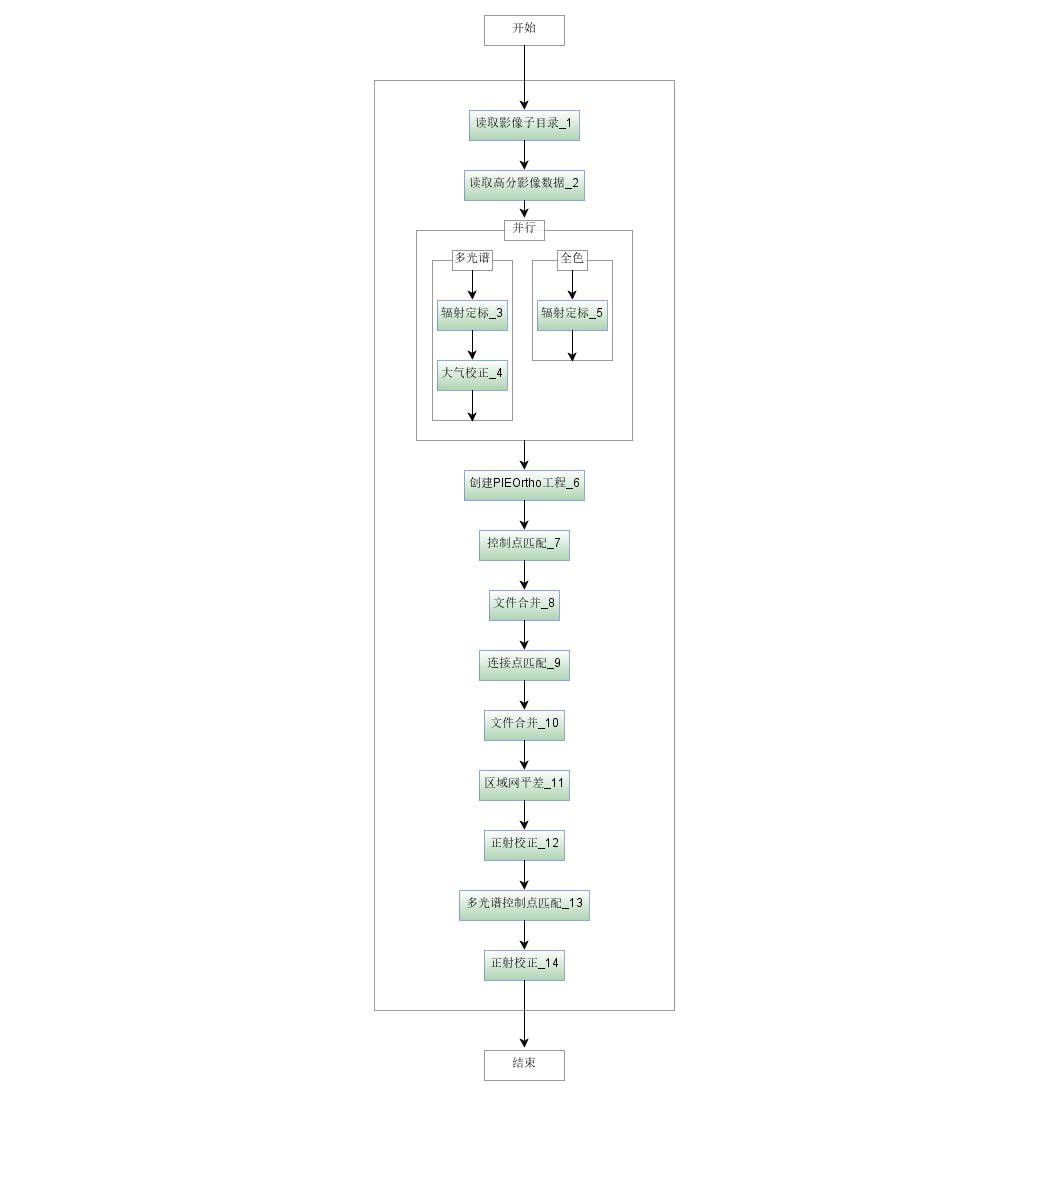 开始
读取影像子目录_1
读取高分影像数据_2
并行
多光谱
全色
辐射定标_3
辐射定标_5
大气校正_4
创建PIEOrtho工程_6
控制点匹配_7
文件合并_8
连接点匹配_9
文件合并_10
区域网平差_11
正射校正_12
多光谱控制点匹配_13
正射校正_14
结束